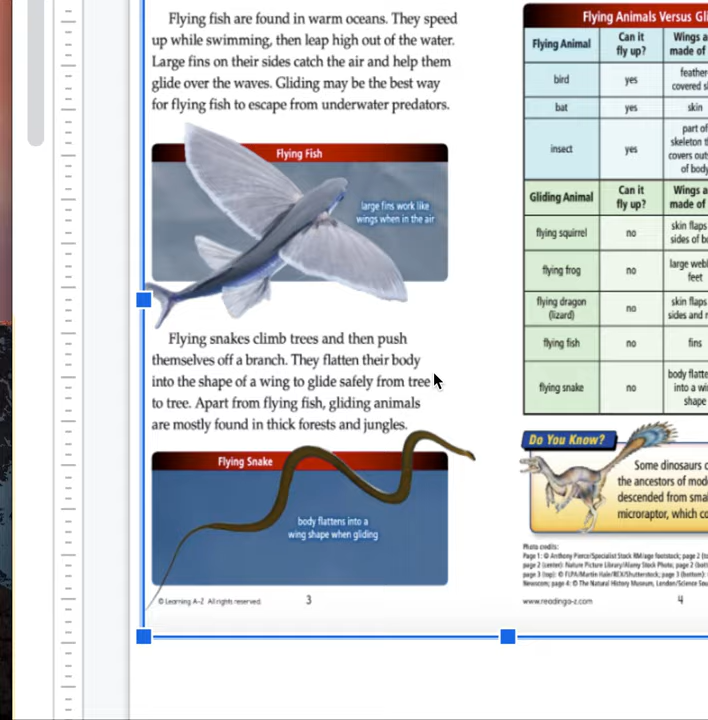 Flying fish are found in warm oceans. They speed
up while swimming, then leap high out of the water.
Large fins on their sides catch the air and help them
glide over the waves. Gliding may be the best way
for flying fish to escape from underwater predators.
Flying Fish
large fins work like
wings when in the air
Flying snakes climb trees and then push
themselves off a branch. They flatten their body
into the shape of a wing to glide safely from tree
to tree. Apart from flying fish, gliding animals
are mostly found in thick forests and jungles.
Flying Snake
body flattens into a
wing shape when gliding
© Learning A–Z All rights reserved.
3
Flying Animals Versus Gli
Flying Animal
Can it
fly up?
Wings a
made of
bird
yes
feather
covered s
bat
yes
skin
insect
yes
part of
skeleton t
covers out
of body
Gliding Animal
Can it
fly up?
Wings a
made of
flying squirrel
no
skin flaps
sides of b
flying frog
no
large web
feet
flying dragon
(lizard)
no
skin flaps
sides and
flying fish
no
fins
flying snake
no
body flatte
into a wi
shape
Do You Know?
Some dinosaurs
the ancestors of mod
descended from smal
microraptor, which co
Photo credits:
www.readinga-z.com
4